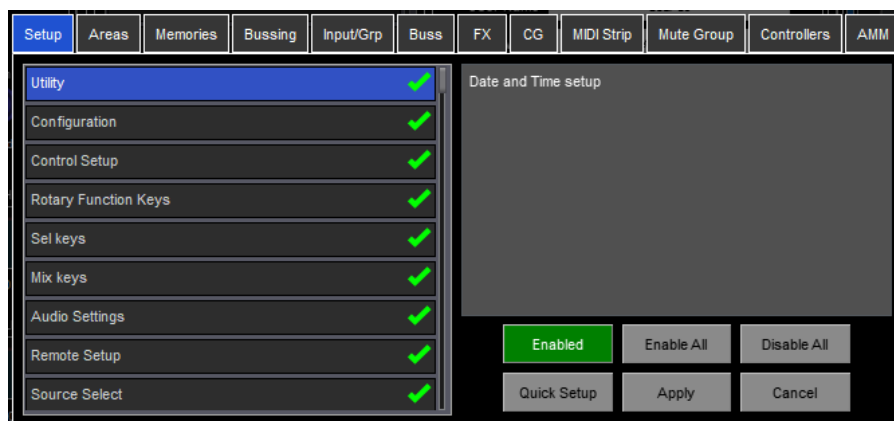 Setup Areas Memories Bussing Input/Grp Buss FX CG MIDI Strip Mute Group Controllers AMM
Utility
Date and Time setup
Configuration
Control Setup
Rotary Function Keys
Sel keys
Mix keys
Audio Settings
Remote Setup
Source Select
Enabled Enable All Disable All
Quick Setup Apply Cancel